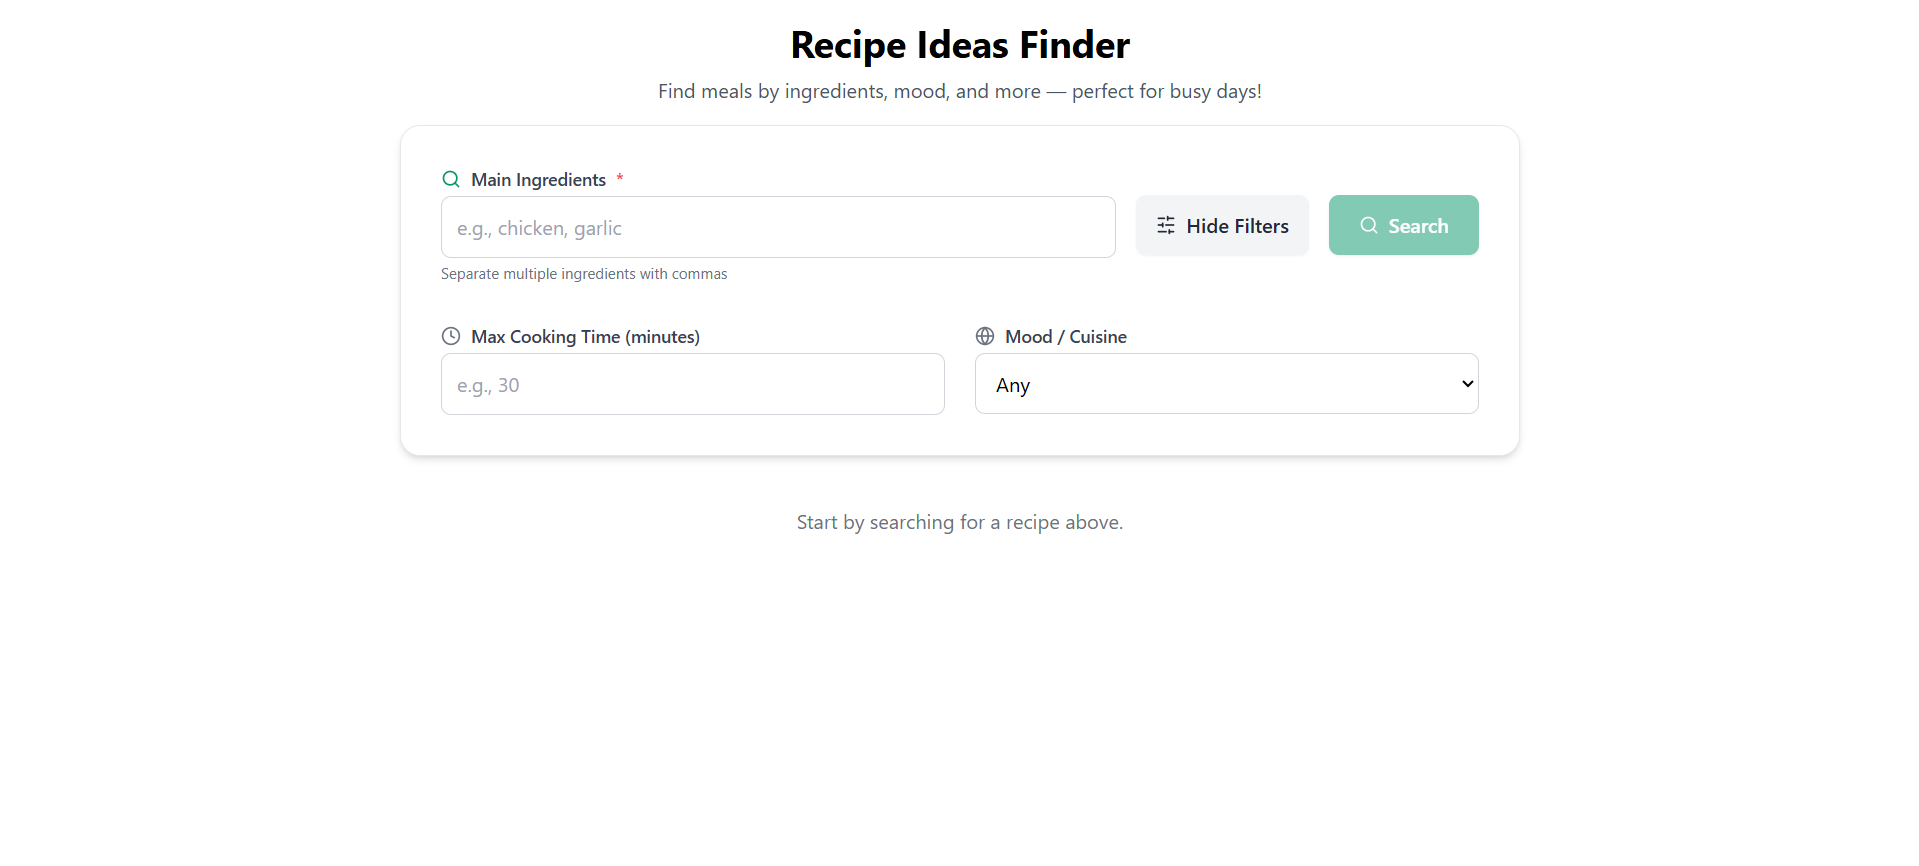 Recipe Ideas Finder
Find meals by ingredients, mood, and more — perfect for busy days!
Main Ingredients *
e.g., chicken, garlic
Hide Filters
Search
Separate multiple ingredients with commas
Max Cooking Time (minutes)
Mood / Cuisine
e.g., 30
Any
Start by searching for a recipe above.